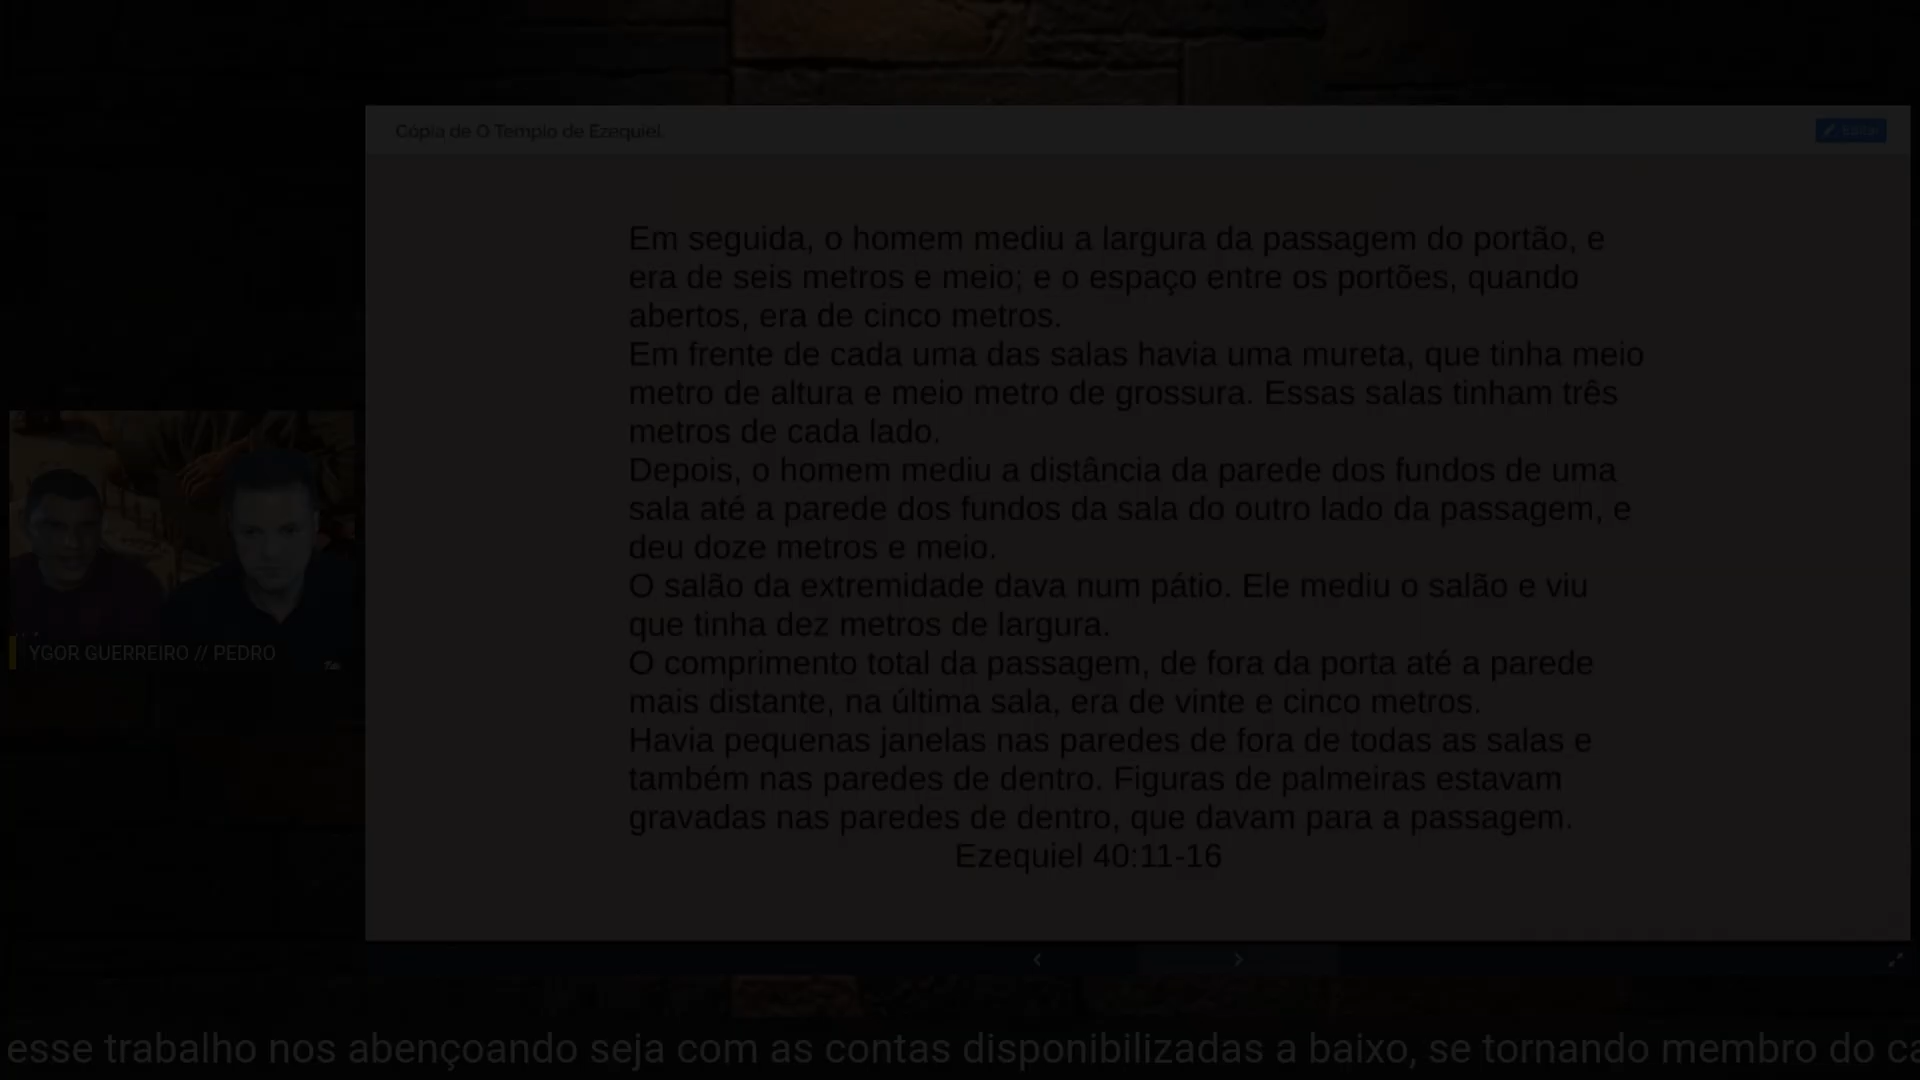 Cópia de O Templo de Ezequiel
Editar
Em seguida, o homem mediu a largura da passagem do portão, e
era de seis metros e meio; e o espaço entre os portões, quando
abertos, era de cinco metros.
Em frente de cada uma das salas havia uma mureta, que tinha meio
metro de altura e meio metro de grossura. Essas salas tinham três
metros de cada lado.
Depois, o homem mediu a distância da parede dos fundos de uma
sala até a parede dos fundos da sala do outro lado da passagem, e
deu doze metros e meio.
O salão da extremidade dava num pátio. Ele mediu o salão e viu
que tinha dez metros de largura.
O comprimento total da passagem, de fora da porta até a parede
mais distante, na última sala, era de vinte e cinco metros.
Havia pequenas janelas nas paredes de fora de todas as salas e
também nas paredes de dentro. Figuras de palmeiras estavam
gravadas nas paredes de dentro, que davam para a passagem.
Ezequiel 40:11-16
YGOR GUERREIRO // PEDRO
esse trabalho nos abençoando seja com as contas disponibilizadas a baixo, se tornando membro do ca